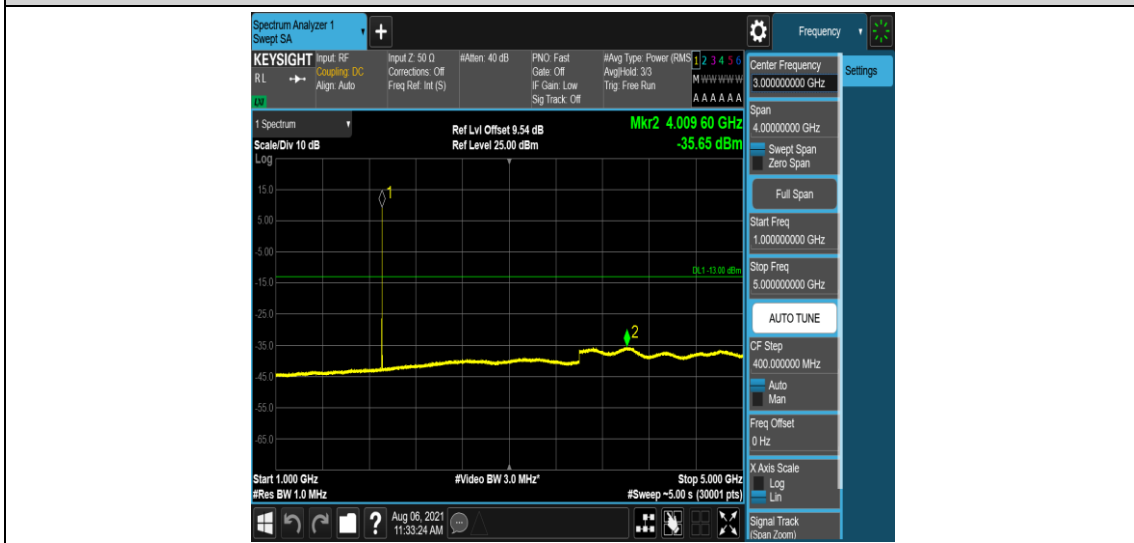 Spectrum Analyzer 1
Swept SA
+
Frequency
KEYSIGHT
RL
LXI
Input: RF
Coupling: DC
Align: Auto
Input Z: 50 Ω
Corrections: Off
Freq Ref: Int (S)
#Atten: 40 dB
PNO: Fast
Gate: Off
IF Gain: Low
Sig Track: Off
#Avg Type: Power (RMS
Avg|Hold: 3/3
Trig: Free Run
1 2 3 4 5 6
M W W W W W
A A A A A A
1 Spectrum
Scale/Div 10 dB
Ref Lvl Offset 9.54 dB
Ref Level 25.00 dBm
Mkr2 4.009 60 GHz
-35.65 dBm
Log
15.0
5.00
-5.00
-15.0
-25.0
-35.0
-45.0
-55.0
-65.0
1
DL1 -13.00 dBm
2
Start 1.000 GHz
#Res BW 1.0 MHz
#Video BW 3.0 MHz*
Stop 5.000 GHz
#Sweep ~5.00 s (30001 pts)
Center Frequency
3.000000000 GHz
Settings
Span
4.00000000 GHz
Swept Span
Zero Span
Full Span
Start Freq
1.000000000 GHz
Stop Freq
5.000000000 GHz
AUTO TUNE
CF Step
400.000000 MHz
Auto
Man
Freq Offset
0 Hz
X Axis Scale
Log
Lin
Signal Track
(Span Zoom)
?
Aug 06, 2021
11:33:24 AM